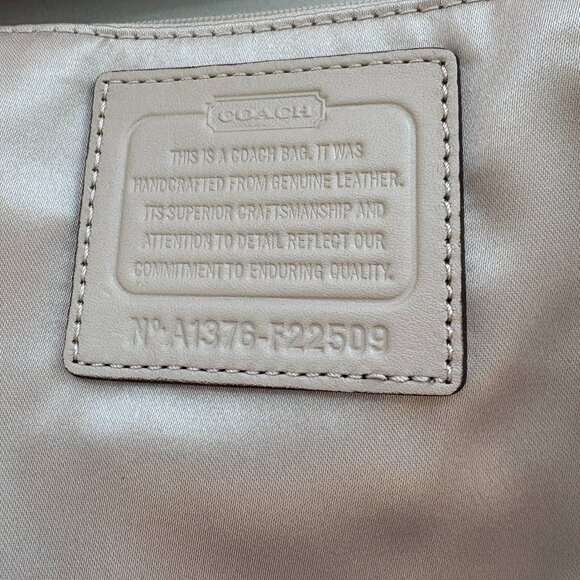 COACH
THIS IS A COACH BAG. IT WAS
HANDCRAFTED FROM GENUINE LEATHER.
ITS SUPERIOR CRAFTSMANSHIP AND
ATTENTION TO DETAIL REFLECT OUR
COMMITMENT TO ENDURING QUALITY.
Nº: A1376-F22509